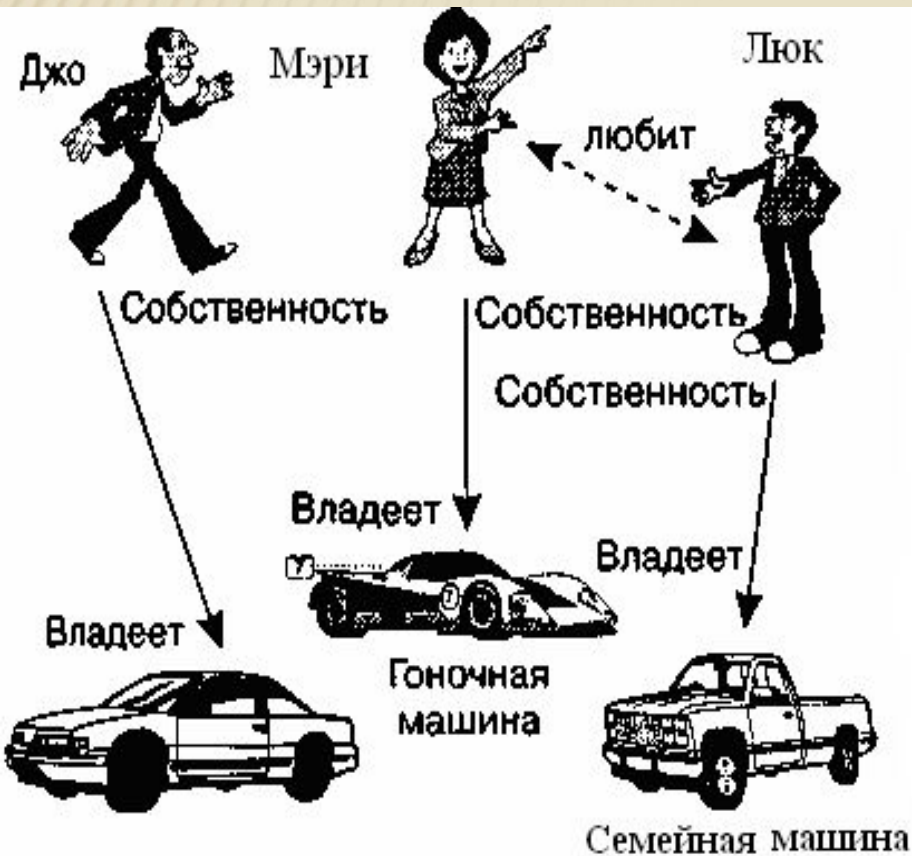 Джо
Мэри
Люк
любит
Собственность
Собственность
Собственность
Владеет
Владеет
Владеет
Гоночная
машина
Семейная машина